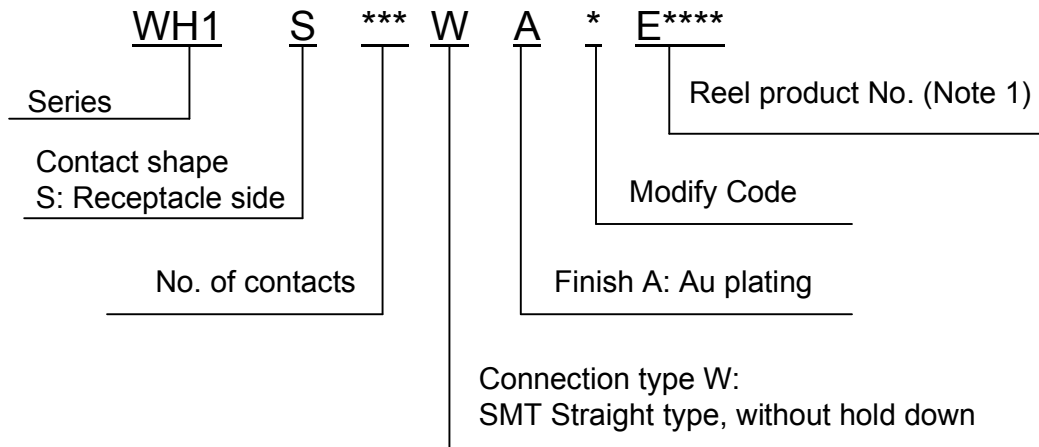 WH1 S *** W A * E****
Series
Reel product No. (Note 1)
Contact shape
S: Receptacle side
Modify Code
No. of contacts
Finish A: Au plating
Connection type W:
SMT Straight type, without hold down